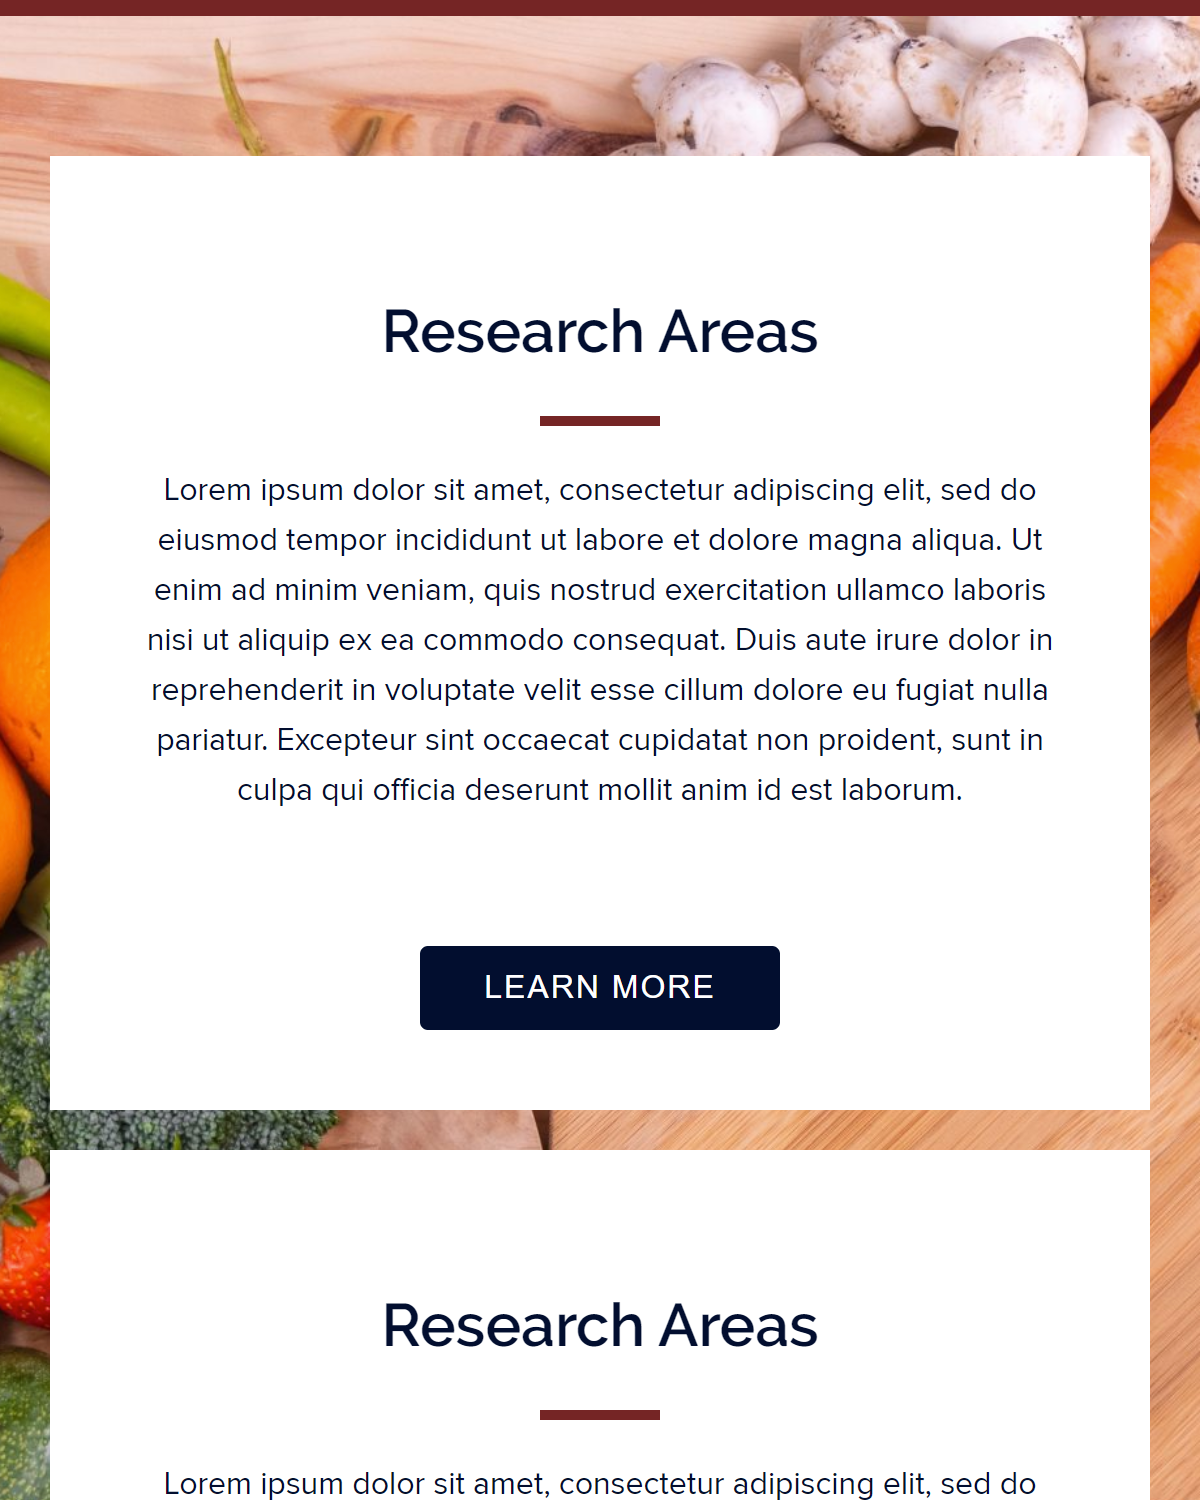 Research Areas
Lorem ipsum dolor sit amet, consectetur adipiscing elit, sed do
eiusmod tempor incididunt ut labore et dolore magna aliqua. Ut
enim ad minim veniam, quis nostrud exercitation ullamco laboris
nisi ut aliquip ex ea commodo consequat. Duis aute irure dolor in
reprehenderit in voluptate velit esse cillum dolore eu fugiat nulla
pariatur. Excepteur sint occaecat cupidatat non proident, sunt in
culpa qui officia deserunt mollit anim id est laborum.
LEARN MORE
Research Areas
Lorem ipsum dolor sit amet, consectetur adipiscing elit, sed do